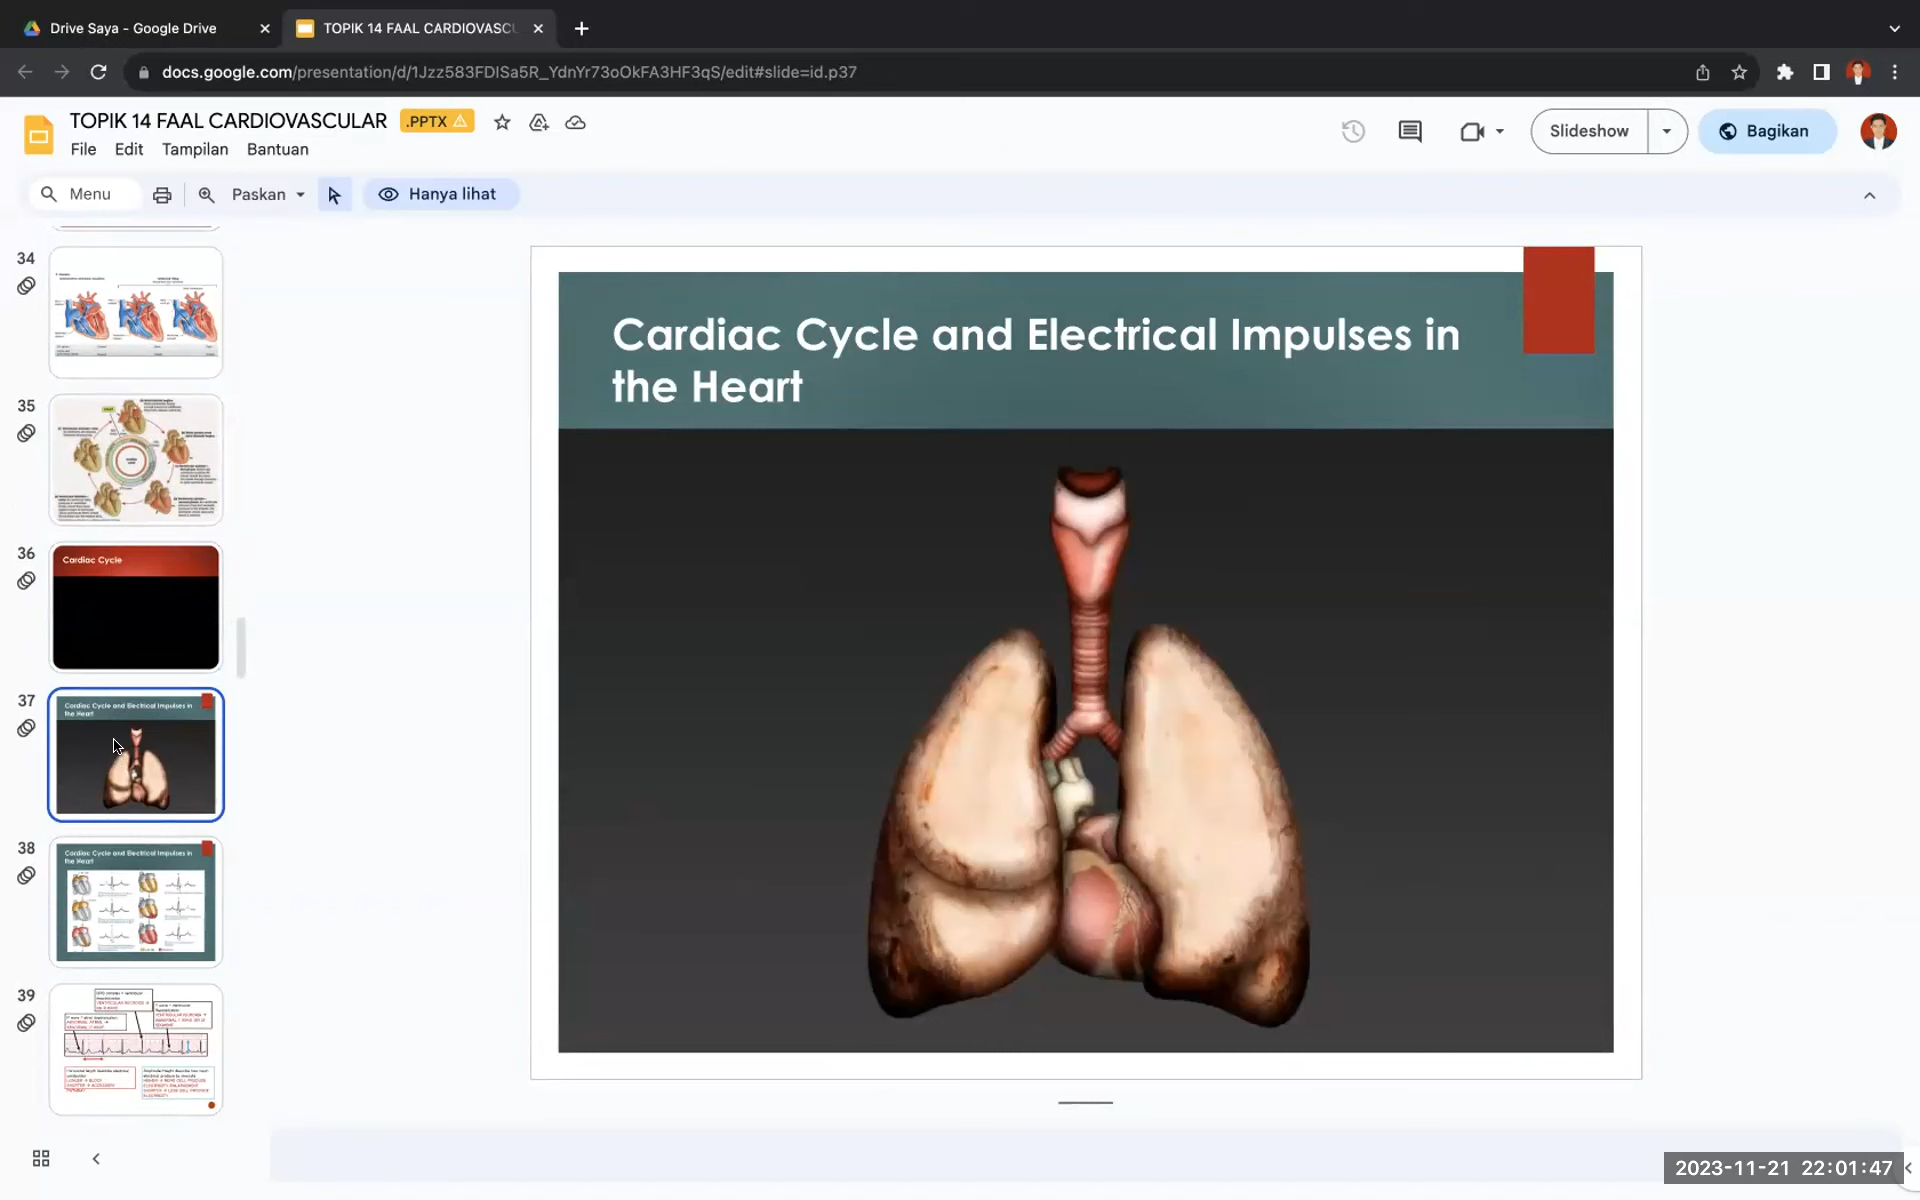 Drive Saya - Google Drive
TOPIK 14 FAAL CARDIOVASCU
docs.google.com/presentation/d/1Jzz583FDISa5R_YdnYr73oOkFA3HF3qS/edit#slide=id.p37
TOPIK 14 FAAL CARDIOVASCULAR
.PPTX
File Edit Tampilan Bantuan
Slideshow
Bagikan
Menu
Paskan
Hanya lihat
34
35
36
Cardiac Cycle
37
Cardiac Cycle and Electrical Impulses in
the Heart
38
Cardiac Cycle and Electrical Impulses in
the Heart
39
Cardiac Cycle and Electrical Impulses in
the Heart
2023-11-21 22:01:47